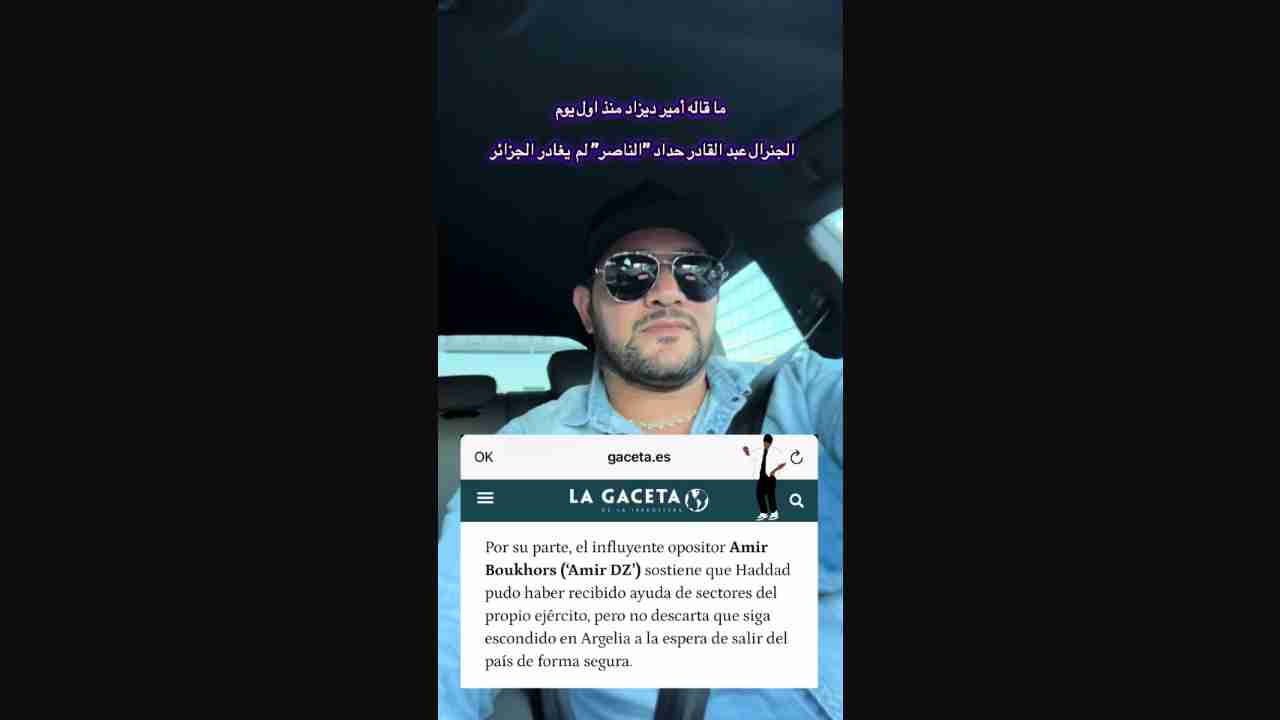 ما قاله أمير ديزاد منذ اول يوم
الجنرال عبد القادر حداد "الناصر" لم يغادر الجزائر
OK
gaceta.es
LA GACETA
DE LA IBEROSFERA
Por su parte, el influyente opositor Amir
Boukhors ('Amir DZ') sostiene que Haddad
pudo haber recibido ayuda de sectores del
propio ejército, pero no descarta que siga
escondido en Argelia a la espera de salir del
país de forma segura.